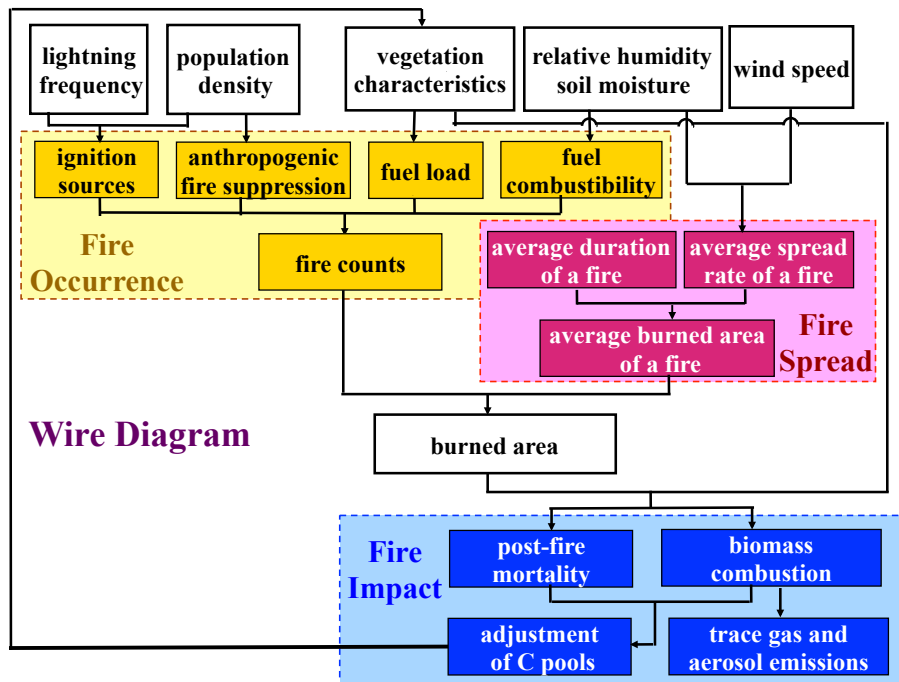 lightning
frequency
population
density
vegetation
characteristics
relative humidity
soil moisture
wind speed
ignition
sources
anthropogenic
fire suppression
fuel load
fuel
combustibility
Fire
Occurrence
fire counts
average duration
of a fire
average spread
rate of a fire
average burned area
of a fire
Fire
Spread
Wire Diagram
burned area
Fire
Impact
post-fire
mortality
biomass
combustion
adjustment
of C pools
trace gas and
aerosol emissions